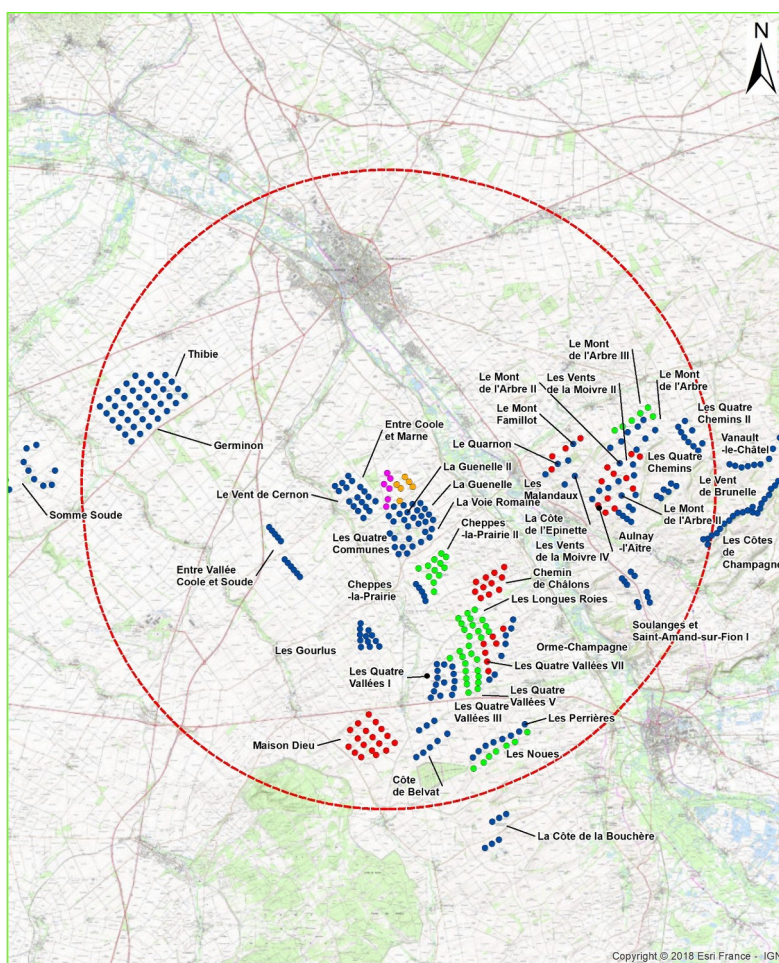 N
Thibie
Germinon
Somme Soude
Entre Coole
et Marne
Le Vent de Cernon
La Guenelle II
La Guenelle
La Voie Romaine
Les Quatre
Communes
Entre Vallée
Coole et Soude
Cheppes
-la-Prairie II
Cheppes
-la-Prairie
Chemin
de Châlons
Les Longues Roies
Les Gourlus
Les Quatre
Vallées I
Orme-Champagne
Les Quatre Vallées VII
Les Quatre
Vallées V
Les Quatre
Vallées III
Maison Dieu
Côte
de Belvat
Les Perrières
Les Noues
La Côte de la Bouchère
Le Mont
de l'Arbre III
Le Mont
de l'Arbre II
Les Vents
de la Moivre II
Le Mont
de l'Arbre
Le Mont
Famillot
Le Quarnon
Les Quatre
Chemins II
Vanault
-le-Châtel
Les Quatre
Chemins
Le Vent
de Brunelle
Les
Malandaux
La Côte
de l'Epinette
Les Vents
de la Moivre IV
Le Mont
de l'Arbre II
Aulnay
-l'Aître
Les Côtes
de
Champagne
Soulanges et
Saint-Amand-sur-Fion I
Copyright © 2018 Esri France - IGN